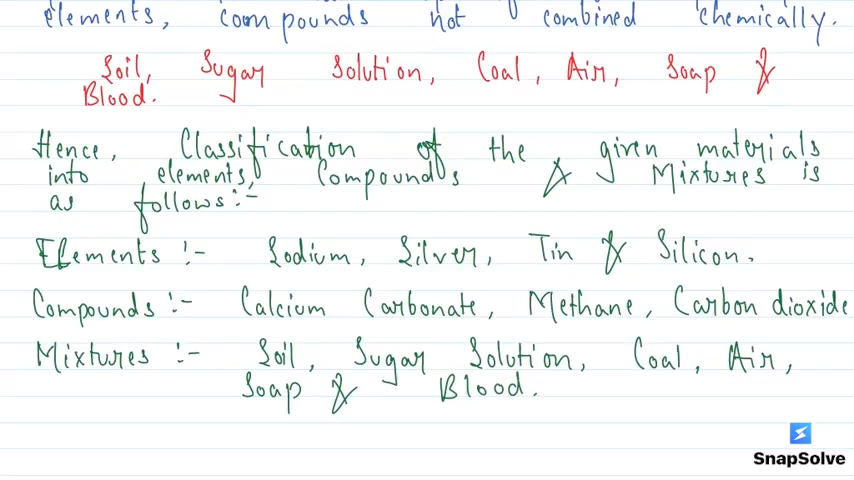 elements, compounds not combined chemically.
Soil, Sugar Solution, Coal, Air, Soap &
Blood.
Hence, Classification of the given materials
into elements, Compounds & Mixtures is
as follows:-
Elements :- Sodium, Silver, Tin & Silicon.
Compounds :- Calcium Carbonate, Methane, Carbon dioxide
Mixtures :- Soil, Sugar Solution, Coal, Air,
Soap & Blood.
SnapSolve